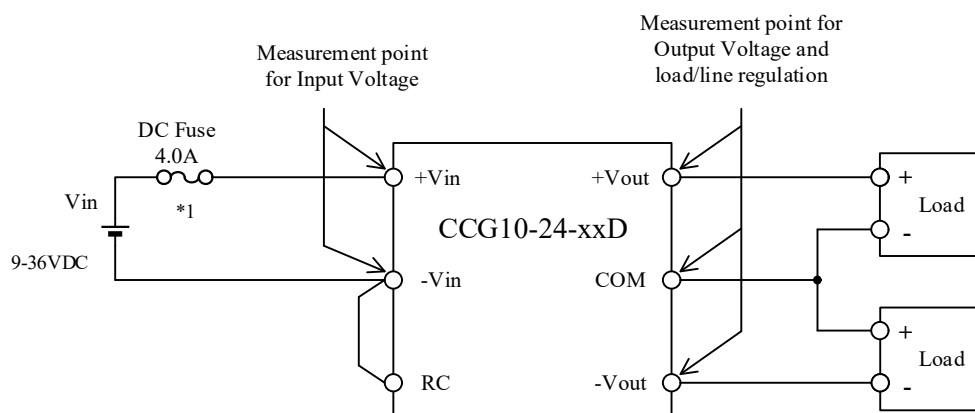 Measurement point
for Input Voltage
Measurement point for
Output Voltage and
load/line regulation
DC Fuse
4.0A
*1
Vin
9-36VDC
+Vin
-Vin
RC
CCG10-24-xxD
+Vout
COM
-Vout
+
Load
-
+
Load
-